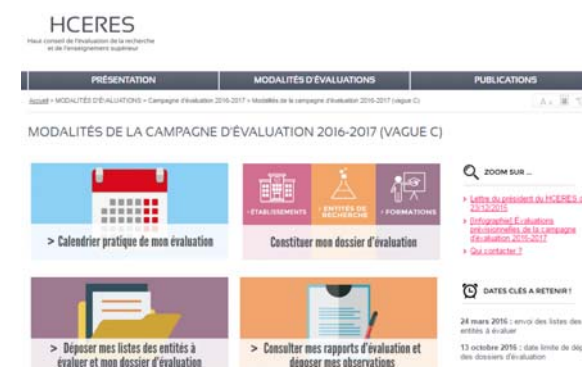 HCERES
Haut conseil de l'évaluation de la recherche
et de l'enseignement supérieur
PRÉSENTATION
MODALITÉS D'ÉVALUATIONS
PUBLICATIONS
Accueil > MODALITÉS D'ÉVALUATIONS > Campagne d'évaluation 2016-2017 > Modalités de la campagne d'évaluation 2016-2017 (vague C)
MODALITÉS DE LA CAMPAGNE D'ÉVALUATION 2016-2017 (VAGUE C)
> Calendrier pratique de mon évaluation
> ÉTABLISSEMENTS
> ENTITÉS DE
RECHERCHE
> FORMATIONS
Constituer mon dossier d'évaluation
> Déposer mes listes des entités à
évaluer et mon dossier d'évaluation
> Consulter mes rapports d'évaluation et
déposer mes observations
ZOOM SUR ...
> Lettre du président du HCERES
23/12/2015
> [Infographie] Évaluations
prévisionnelles de la campagne
d'évaluation 2016-2017
> Qui contacter ?
DATES CLÉS A RETENIR !
24 mars 2016 : envoi des listes des
entités à évaluer
13 octobre 2016 : date limite de
des dossiers d'évaluation